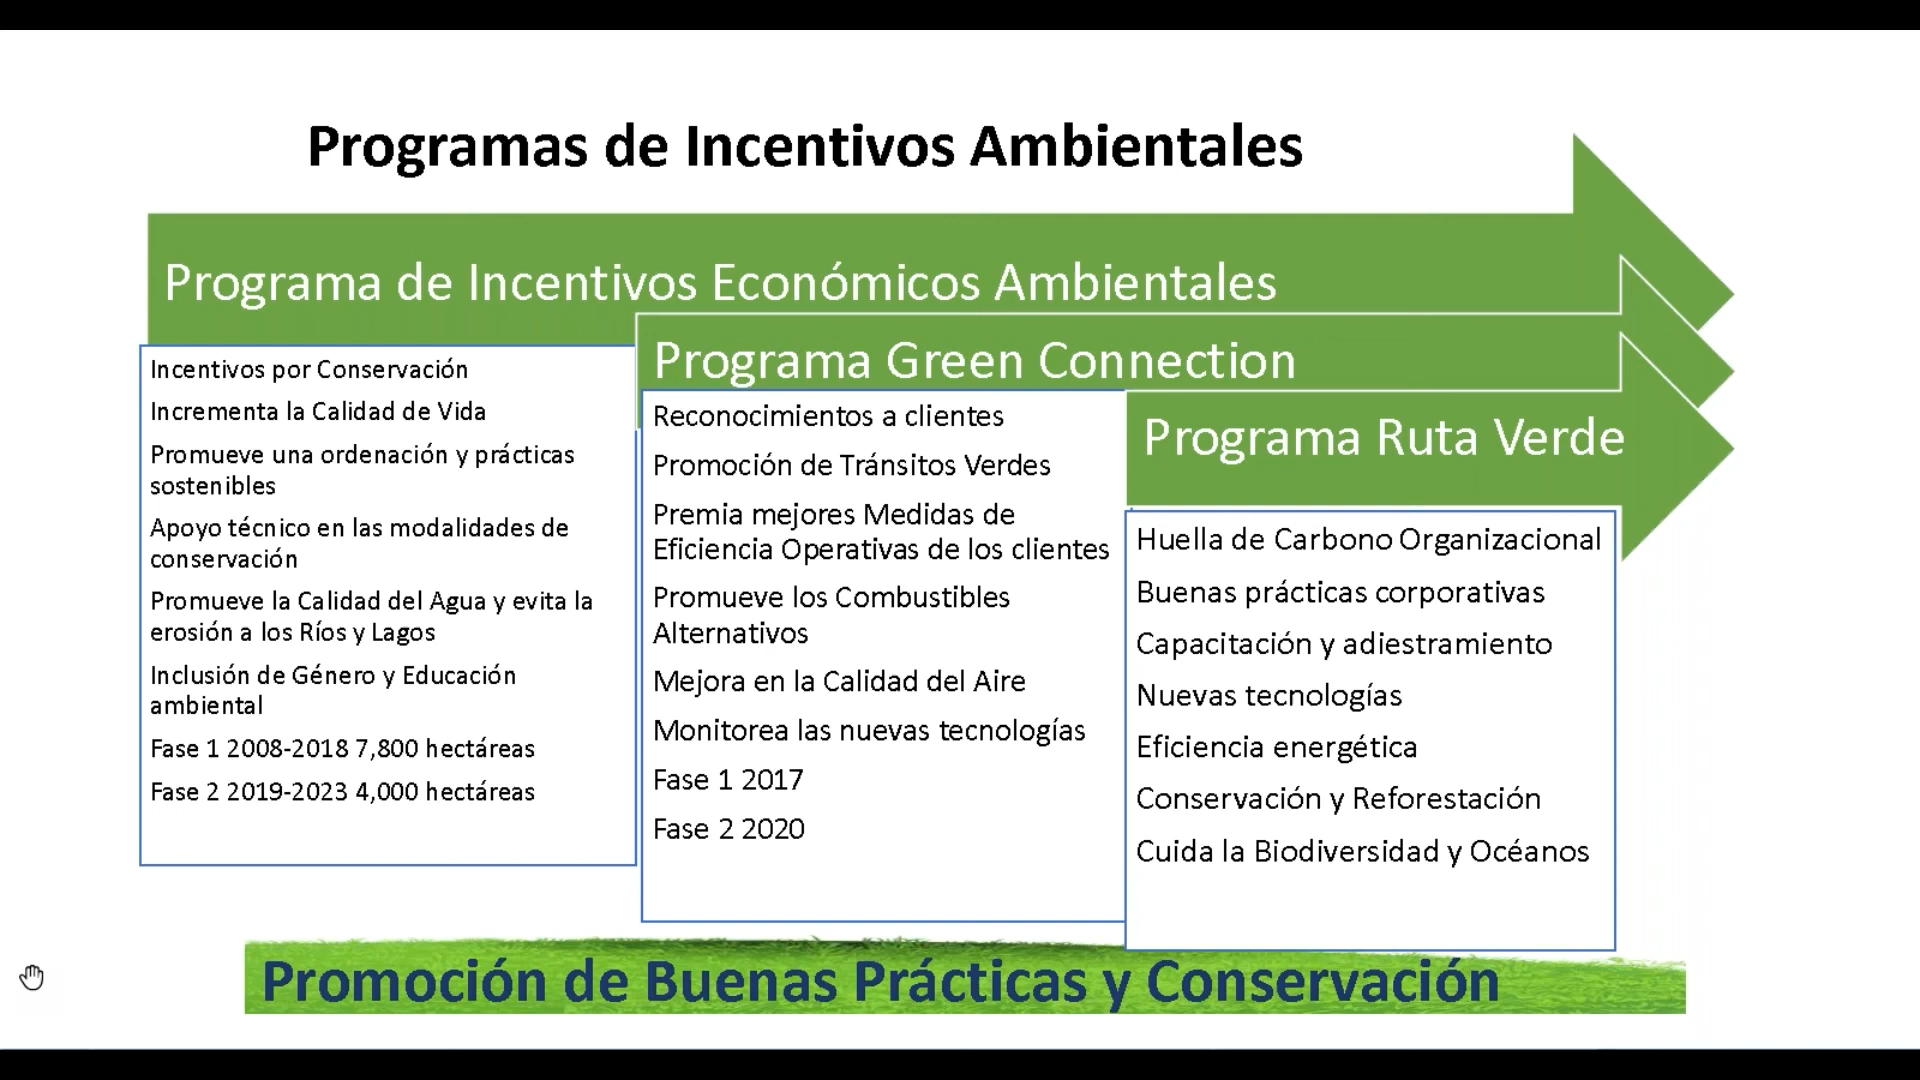 Programas de Incentivos Ambientales
Programa de Incentivos Económicos Ambientales
Incentivos por Conservación
Incrementa la Calidad de Vida
Promueve una ordenación y prácticas
sostenibles
Apoyo técnico en las modalidades de
conservación
Promueve la Calidad del Agua y evita la
erosión a los Ríos y Lagos
Inclusión de Género y Educación
ambiental
Fase 1 2008-2018 7,800 hectáreas
Fase 2 2019-2023 4,000 hectáreas
Programa Green Connection
Reconocimientos a clientes
Promoción de Tránsitos Verdes
Premia mejores Medidas de
Eficiencia Operativas de los clientes
Promueve los Combustibles
Alternativos
Mejora en la Calidad del Aire
Monitorea las nuevas tecnologías
Fase 1 2017
Fase 2 2020
Programa Ruta Verde
Huella de Carbono Organizacional
Buenas prácticas corporativas
Capacitación y adiestramiento
Nuevas tecnologías
Eficiencia energética
Conservación y Reforestación
Cuida la Biodiversidad y Océanos
Promoción de Buenas Prácticas y Conservación